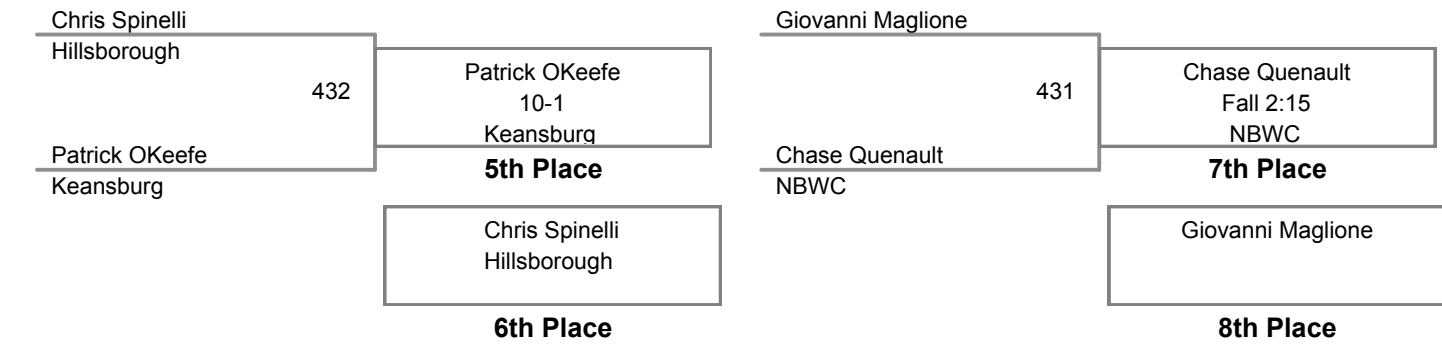 Chris Spinelli
Hillsborough
432
Patrick OKeefe
10-1
Keansburg
Patrick OKeefe
Keansburg
5th Place
Chris Spinelli
Hillsborough
6th Place
Giovanni Maglione
431
Chase Quenault
Fall 2:15
NBWC
Chase Quenault
NBWC
7th Place
Giovanni Maglione
8th Place